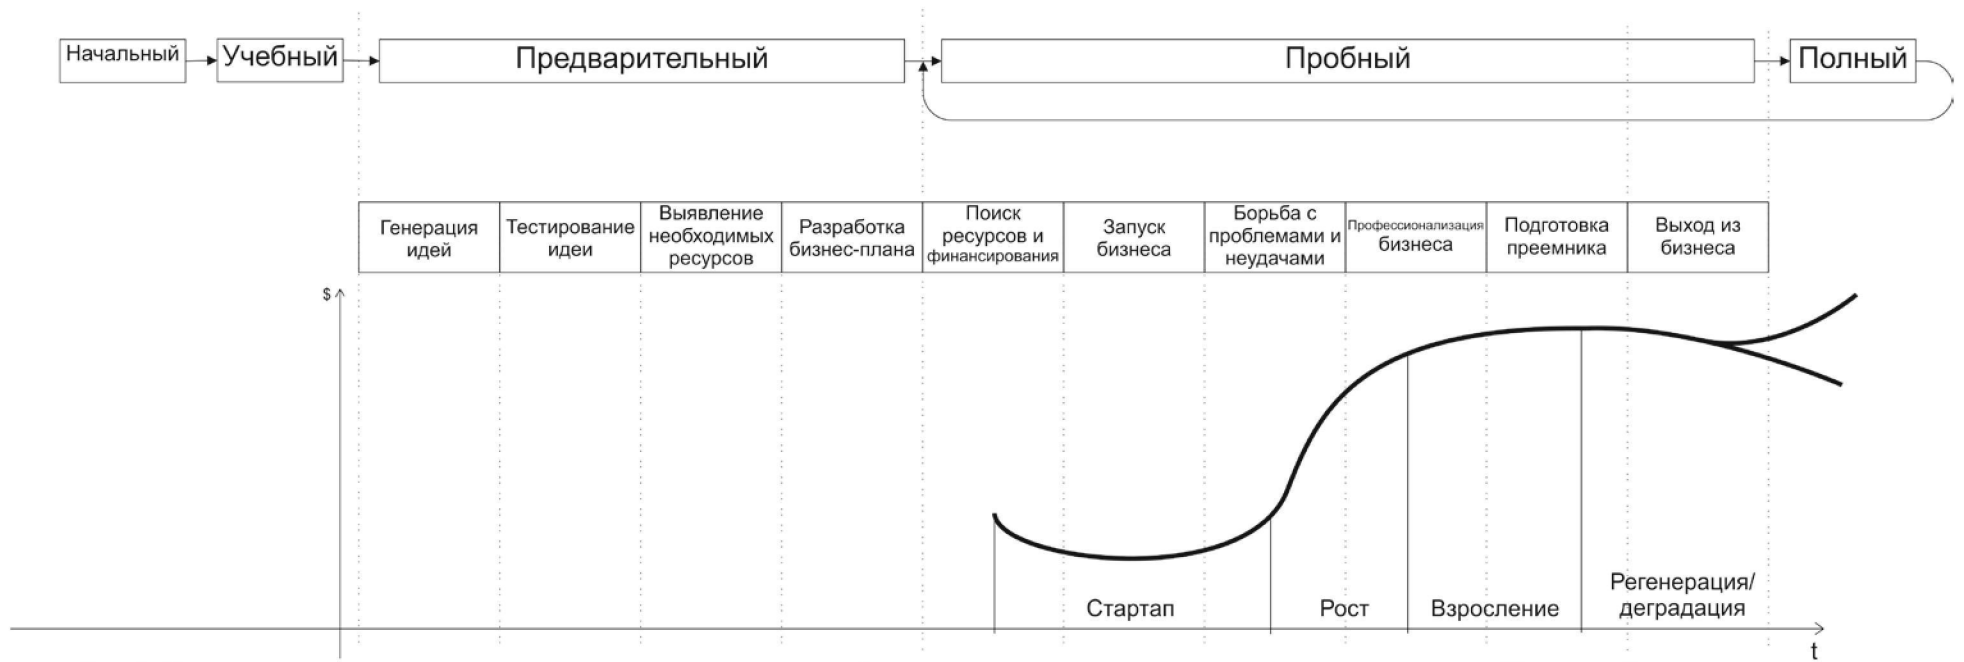 Начальный
Учебный
Предварительный
Пробный
Полный
Генерация
идей
Тестирование
идеи
Выявление
необходимых
ресурсов
Разработка
бизнес-плана
Поиск
ресурсов и
финансирования
Запуск
бизнеса
Борьба с
проблемами и
неудачами
Профессионализация
бизнеса
Подготовка
преемника
Выход из
бизнеса
$
Стартап
Рост
Взросление
Регенерация/
деградация
t